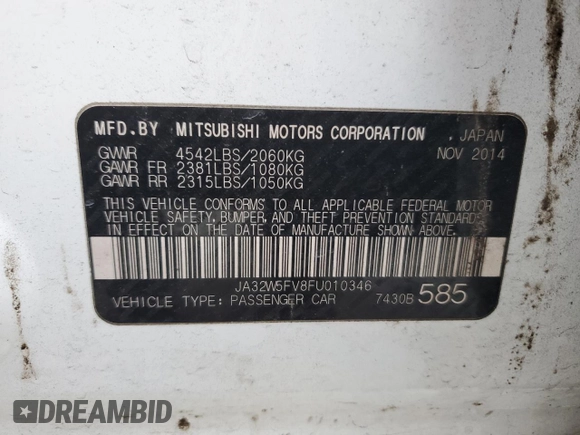 MFD.BY MITSUBISHI MOTORS CORPORATION , JAPAN
GVWR 4542LBS/2060KG NOV 2014
GAWR FR 2381LBS/1080KG
GAWR RR 2315LBS/1050KG
THIS VEHICLE CONFORMS TO ALL APPLICABLE FEDERAL MOTOR
VEHICLE SAFETY, BUMPER, AND THEFT PREVENTION STANDARDS
IN EFFECT ON THE DATE OF MANUFACTURE SHOWN ABOVE.
JA32W5FV8FU010346
VEHICLE TYPE: PASSENGER CAR 7430B 585
DREAMBID